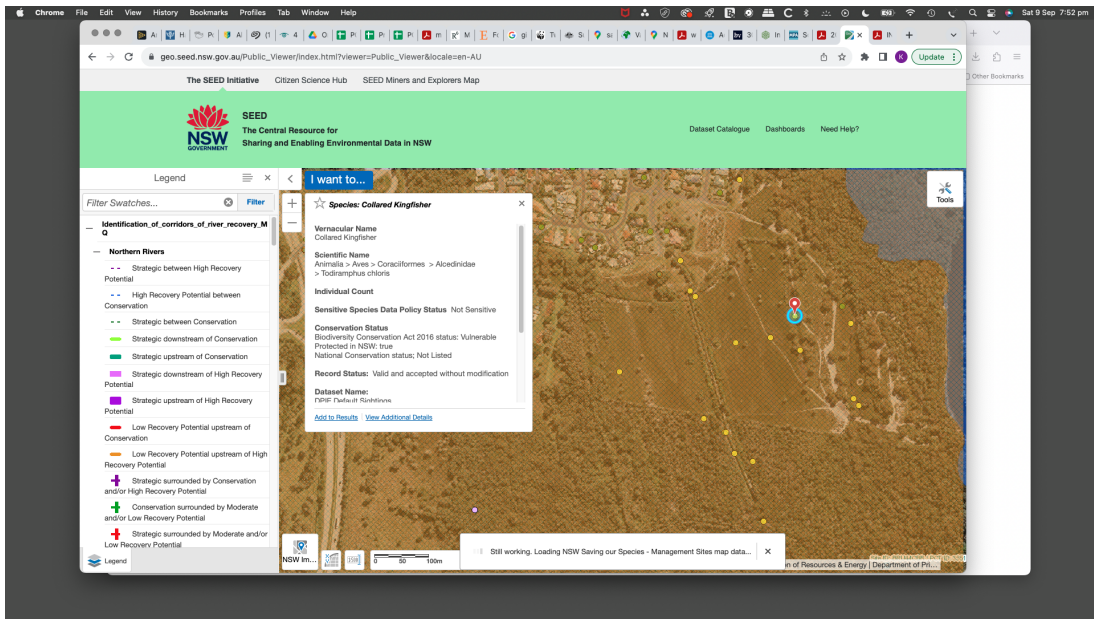 Chrome File Edit View History Bookmarks Profiles Tab Window Help
Sat 9 Sep 7:52 pm
geo.seed.nsw.gov.au/Public_Viewer/index.html?viewer=Public_Viewer&locale=en-AU
K Update
Other Bookmarks
The SEED Initiative Citizen Science Hub SEED Miners and Explorers Map
SEED
The Central Resource for
Sharing and Enabling Environmental Data in NSW
NSW
GOVERNMENT
Dataset Catalogue Dashboards Need Help?
Legend
I want to...
Tools
Filter Swatches... Filter
Identification_of_corridors_of_river_recovery_M
Q
Northern Rivers
Strategic between High Recovery
Potential
High Recovery Potential between
Conservation
Strategic between Conservation
Strategic downstream of Conservation
Strategic upstream of Conservation
Strategic downstream of High Recovery
Potential
Strategic upstream of High Recovery
Potential
Low Recovery Potential upstream of
Conservation
Low Recovery Potential upstream of High
Recovery Potential
Strategic surrounded by Conservation
and/or High Recovery Potential
Conservation surrounded by Moderate
and/or Low Recovery Potential
Strategic surrounded by Moderate and/or
Low Recovery Potential
Legend
Species: Collared Kingfisher
Vernacular Name
Collared Kingfisher
Scientific Name
Animalia > Aves > Coraciiformes > Alcedinidae
> Todiramphus chloris
Individual Count
Sensitive Species Data Policy Status Not Sensitive
Conservation Status
Biodiversity Conservation Act 2016 status: Vulnerable
Protected in NSW: true
National Conservation status; Not Listed
Record Status: Valid and accepted without modification
Dataset Name:
DPIE Default Sightings
Add to Results View Additional Details
NSW Im...
0 50 100m
Still working. Loading NSW Saving our Species - Management Sites map data...
on of Resources & Energy | Department of Pri...